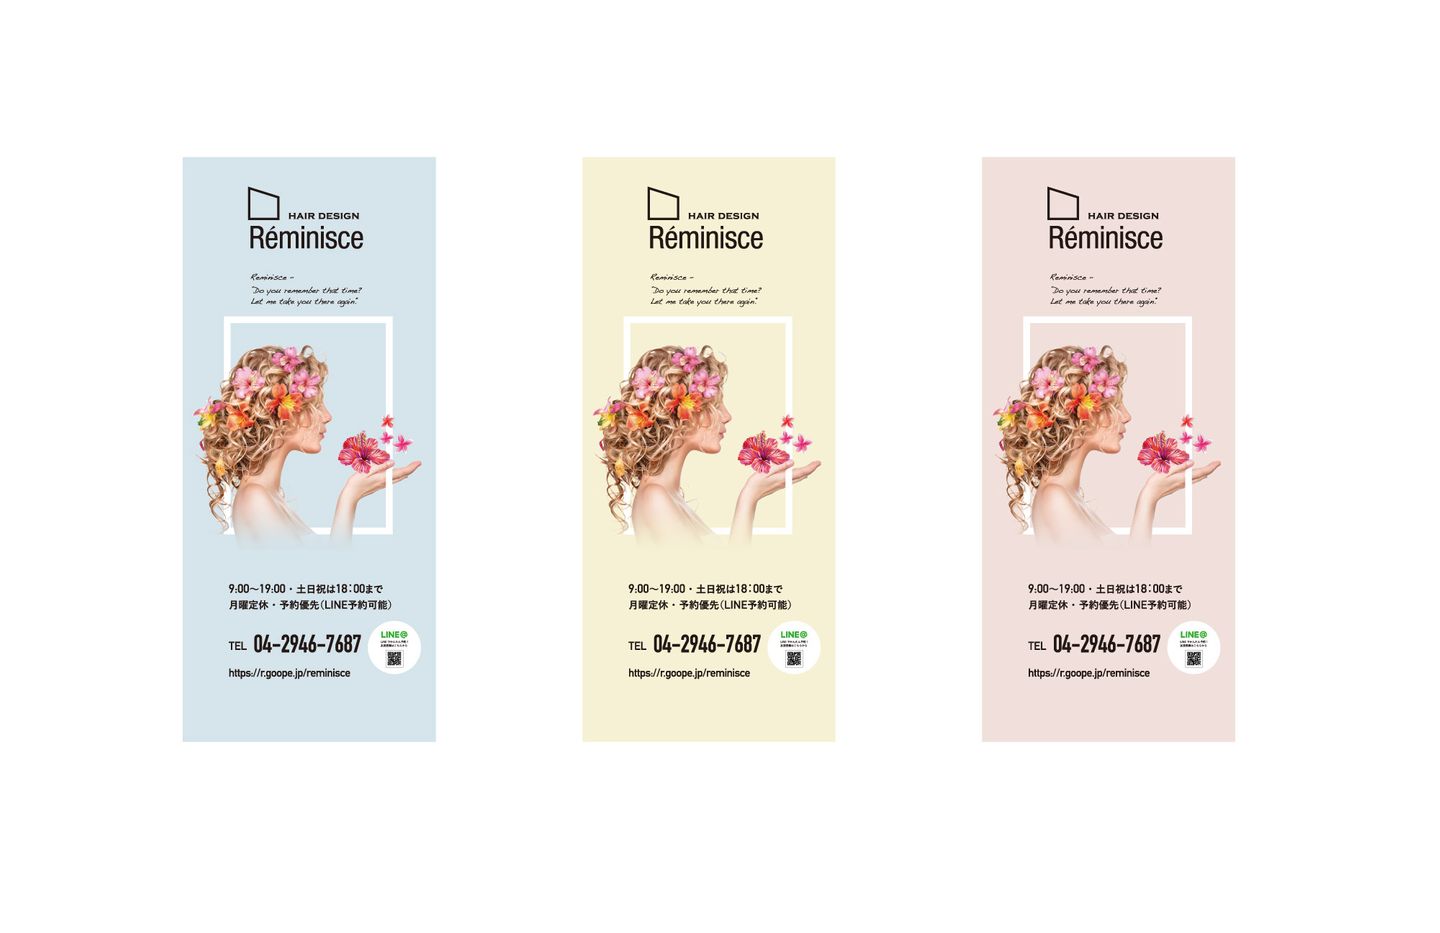 HAIR DESIGN
Réminisce
Reminisce –
"Do you remember that time?
Let me take you there again."
9:00〜19:00・土日祝は18:00まで
月曜定休・予約優先（LINE予約可能）
TEL 04-2946-7687
https://r.goope.jp/reminisce
LINE@
HAIR DESIGN
Réminisce
Reminisce –
"Do you remember that time?
Let me take you there again."
9:00〜19:00・土日祝は18:00まで
月曜定休・予約優先（LINE予約可能）
TEL 04-2946-7687
https://r.goope.jp/reminisce
LINE@
HAIR DESIGN
Réminisce
Reminisce –
"Do you remember that time?
Let me take you there again."
9:00〜19:00・土日祝は18:00まで
月曜定休・予約優先（LINE予約可能）
TEL 04-2946-7687
https://r.goope.jp/reminisce
LINE@